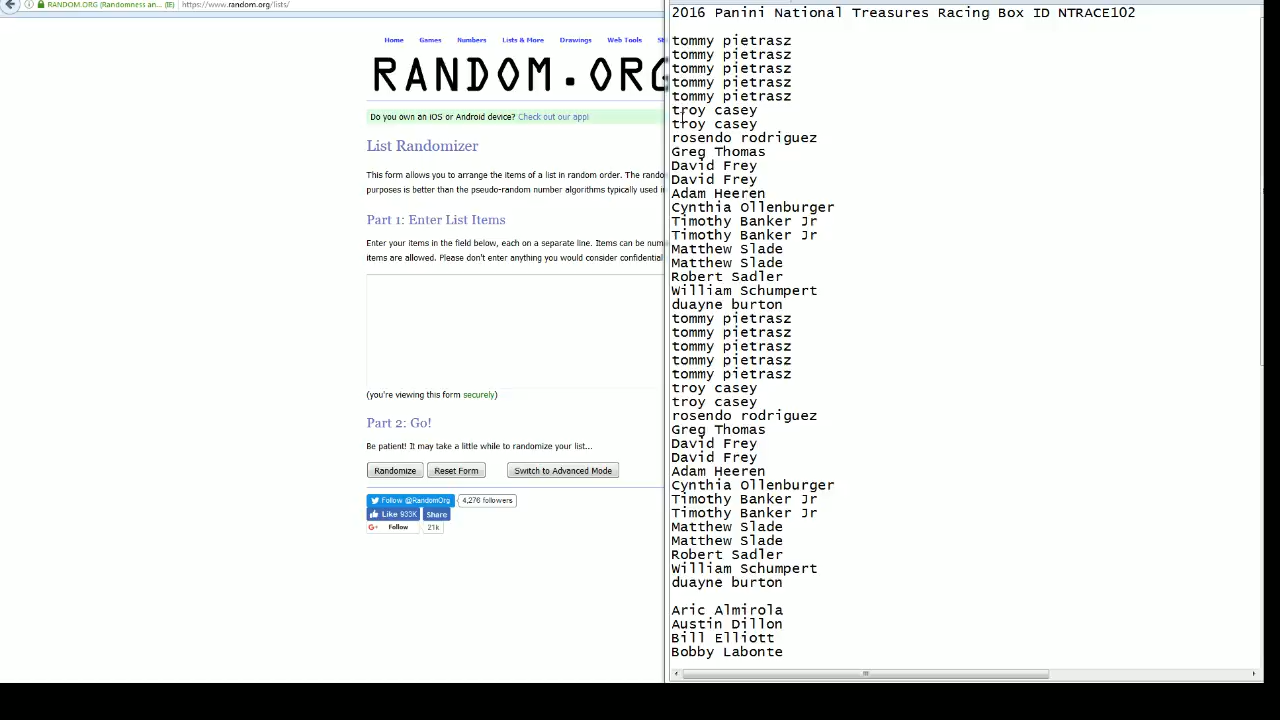 RANDOM.ORG (Randomness an... (IE)
https://www.random.org/lists/
Home Games Numbers Lists & More Drawings Web Tools
RANDOM.ORG
Do you own an iOS or Android device? Check out our app!
List Randomizer
This form allows you to arrange the items of a list in random order. The
purposes is better than the pseudo-random number algorithms typically used
Part 1: Enter List Items
Enter your items in the field below, each on a separate line. Items can be
items are allowed. Please don't enter anything you would consider confidential
(you're viewing this form securely)
Part 2: Go!
Be patient! It may take a little while to randomize your list...
Randomize Reset Form Switch to Advanced Mode
Follow @RandomOrg 4,276 followers
Like 933K Share
G+ Follow 21k
2016 Panini National Treasures Racing Box ID NTRACE102
tommy pietrasz
tommy pietrasz
tommy pietrasz
tommy pietrasz
tommy pietrasz
troy casey
troy casey
rosendo rodriguez
Greg Thomas
David Frey
David Frey
Adam Heeren
Cynthia Ollenburger
Timothy Banker Jr
Timothy Banker Jr
Matthew Slade
Matthew Slade
Robert Sadler
William Schumpert
duayne burton
tommy pietrasz
tommy pietrasz
tommy pietrasz
tommy pietrasz
tommy pietrasz
troy casey
troy casey
rosendo rodriguez
Greg Thomas
David Frey
David Frey
Adam Heeren
Cynthia Ollenburger
Timothy Banker Jr
Timothy Banker Jr
Matthew Slade
Matthew Slade
Robert Sadler
William Schumpert
duayne burton
Aric Almirola
Austin Dillon
Bill Elliott
Bobby Labonte